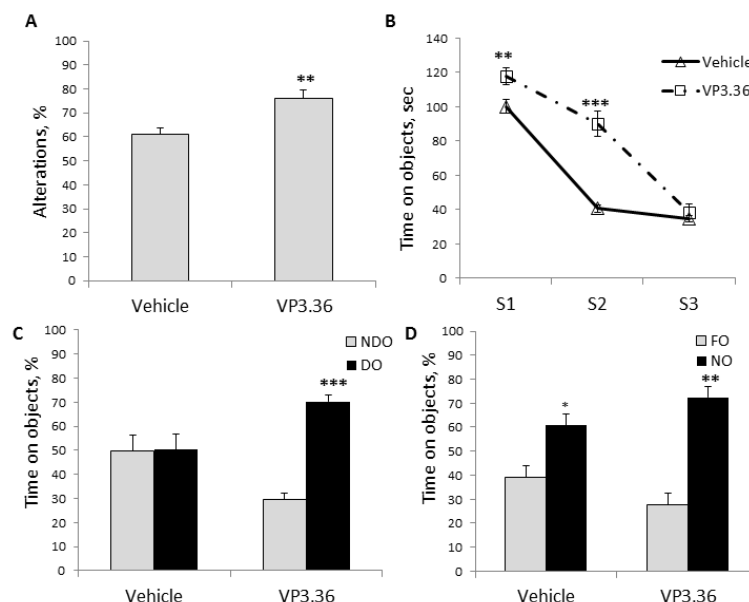 A
Alterations, %
100
90
80
70
60
50
40
30
20
10
0
**
Vehicle
VP3.36
B
Time on objects, sec
140
120
100
80
60
40
20
0
**
***
Vehicle
VP3.36
S1
S2
S3
C
Time on objects, %
100
90
80
70
60
50
40
30
20
10
0
NDO
DO
***
Vehicle
VP3.36
D
Time on objects, %
100
90
80
70
60
50
40
30
20
10
0
FO
NO
*
**
Vehicle
VP3.36